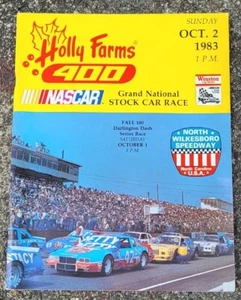 SUNDAY
OCT. 2
1983
1 P.M.
Holly Farms
400
Winston
NASCAR
Grand National
STOCK CAR RACE
FALL 100
Darlington Dash
Series Race
SATURDAY
OCTOBER 1
NORTH
WILKESBORO
SPEEDWAY
North Carolina
U.S.A.